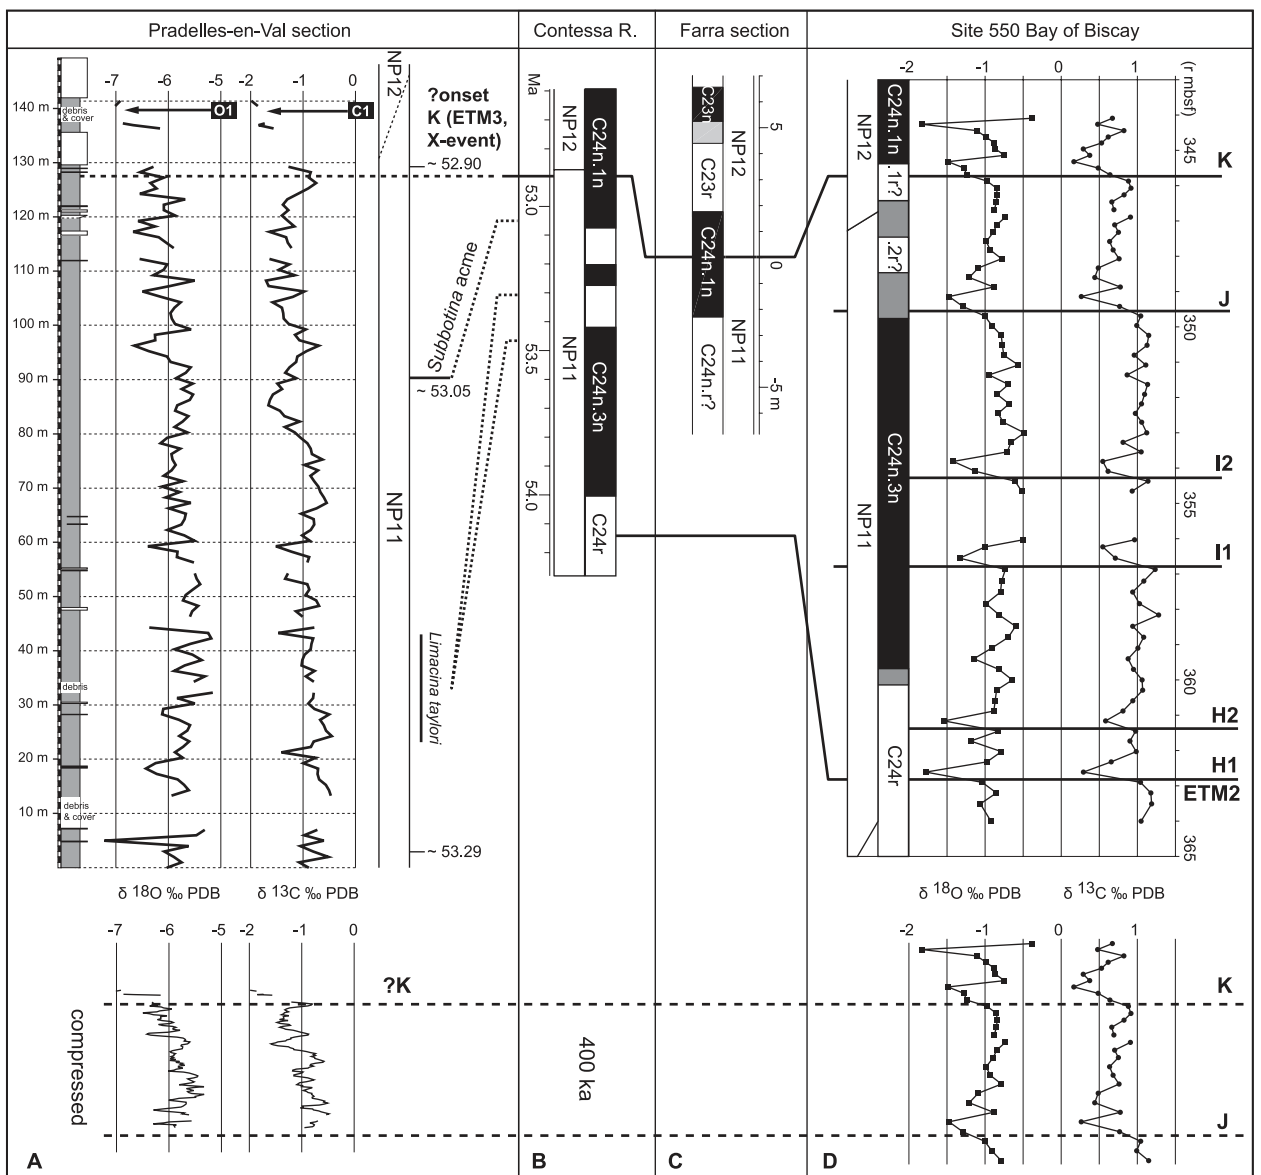 Pradelles-en-Val section
Contessa R.
Farra section
Site 550 Bay of Biscay
-7 -6 -5 -2 -1 0
140 m
130 m
120 m
110 m
100 m
90 m
80 m
70 m
60 m
50 m
40 m
30 m
20 m
10 m
debris
& cover
debris
debris
& cover
O1
C1
NP12
NP11
?onset
K (ETM3,
X-event)
~ 52.90
Subbotina acme
~ 53.05
Limacina taylori
~ 53.29
δ 18O ‰ PDB
δ 13C ‰ PDB
Ma
53.0
53.5
54.0
NP12
NP11
C24n.1n
C24n.3n
C24r
C23n
C23r
C24n.1n
C24n.r?
NP12
NP11
5
0
-5 m
-2 -1 0 1
(r mbsf)
NP12
NP11
C24n.1n
.1r?
.2r?
C24n.3n
C24r
345
350
355
360
365
K
J
I2
I1
H2
H1
ETM2
δ 18O ‰ PDB
δ 13C ‰ PDB
-7 -6 -5 -2 -1 0
?K
compressed
400 ka
-2 -1 0 1
K
J
A
B
C
D